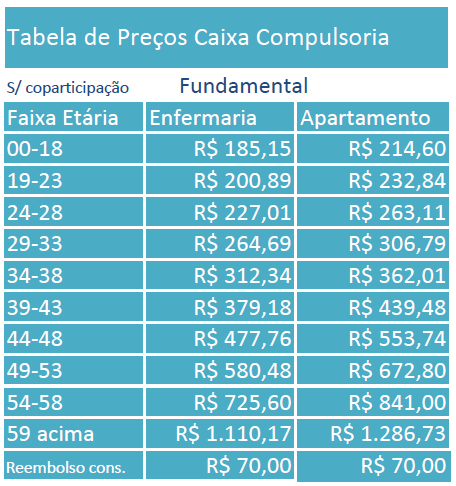 Tabela de Preços Caixa Compulsoria
S/ coparticipação Fundamental
Faixa Etária Enfermaria Apartamento
00-18 R$ 185,15 R$ 214,60
19-23 R$ 200,89 R$ 232,84
24-28 R$ 227,01 R$ 263,11
29-33 R$ 264,69 R$ 306,79
34-38 R$ 312,34 R$ 362,01
39-43 R$ 379,18 R$ 439,48
44-48 R$ 477,76 R$ 553,74
49-53 R$ 580,48 R$ 672,80
54-58 R$ 725,60 R$ 841,00
59 acima R$ 1.110,17 R$ 1.286,73
Reembolso cons. R$ 70,00 R$ 70,00